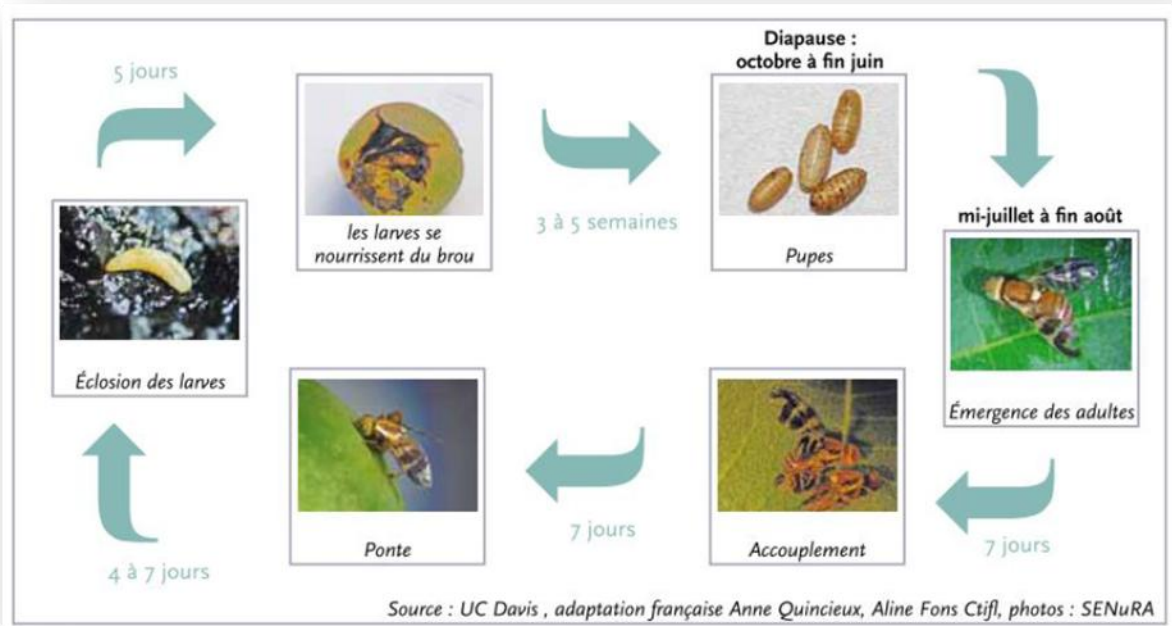 5 jours
les larves se
nourrissent du brou
3 à 5 semaines
Diapause :
octobre à fin juin
Pupes
mi-juillet à fin août
Émergence des adultes
7 jours
Accouplement
7 jours
Ponte
4 à 7 jours
Éclosion des larves
Source : UC Davis , adaptation française Anne Quincieux, Aline Fons Ctifl, photos : SENuRA